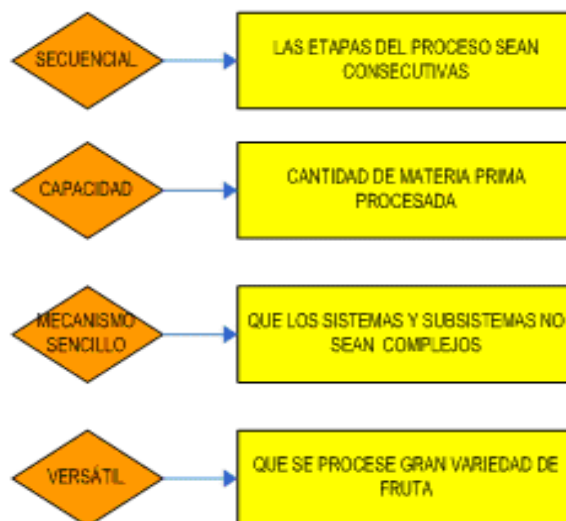 SECUENCIAL
LAS ETAPAS DEL PROCESO SEAN
CONSECUTIVAS
CAPACIDAD
CANTIDAD DE MATERIA PRIMA
PROCESADA
MECANISMO
SENCILLO
QUE LOS SISTEMAS Y SUBSISTEMAS NO
SEAN COMPLEJOS
VERSÁTIL
QUE SE PROCESE GRAN VARIEDAD DE
FRUTA